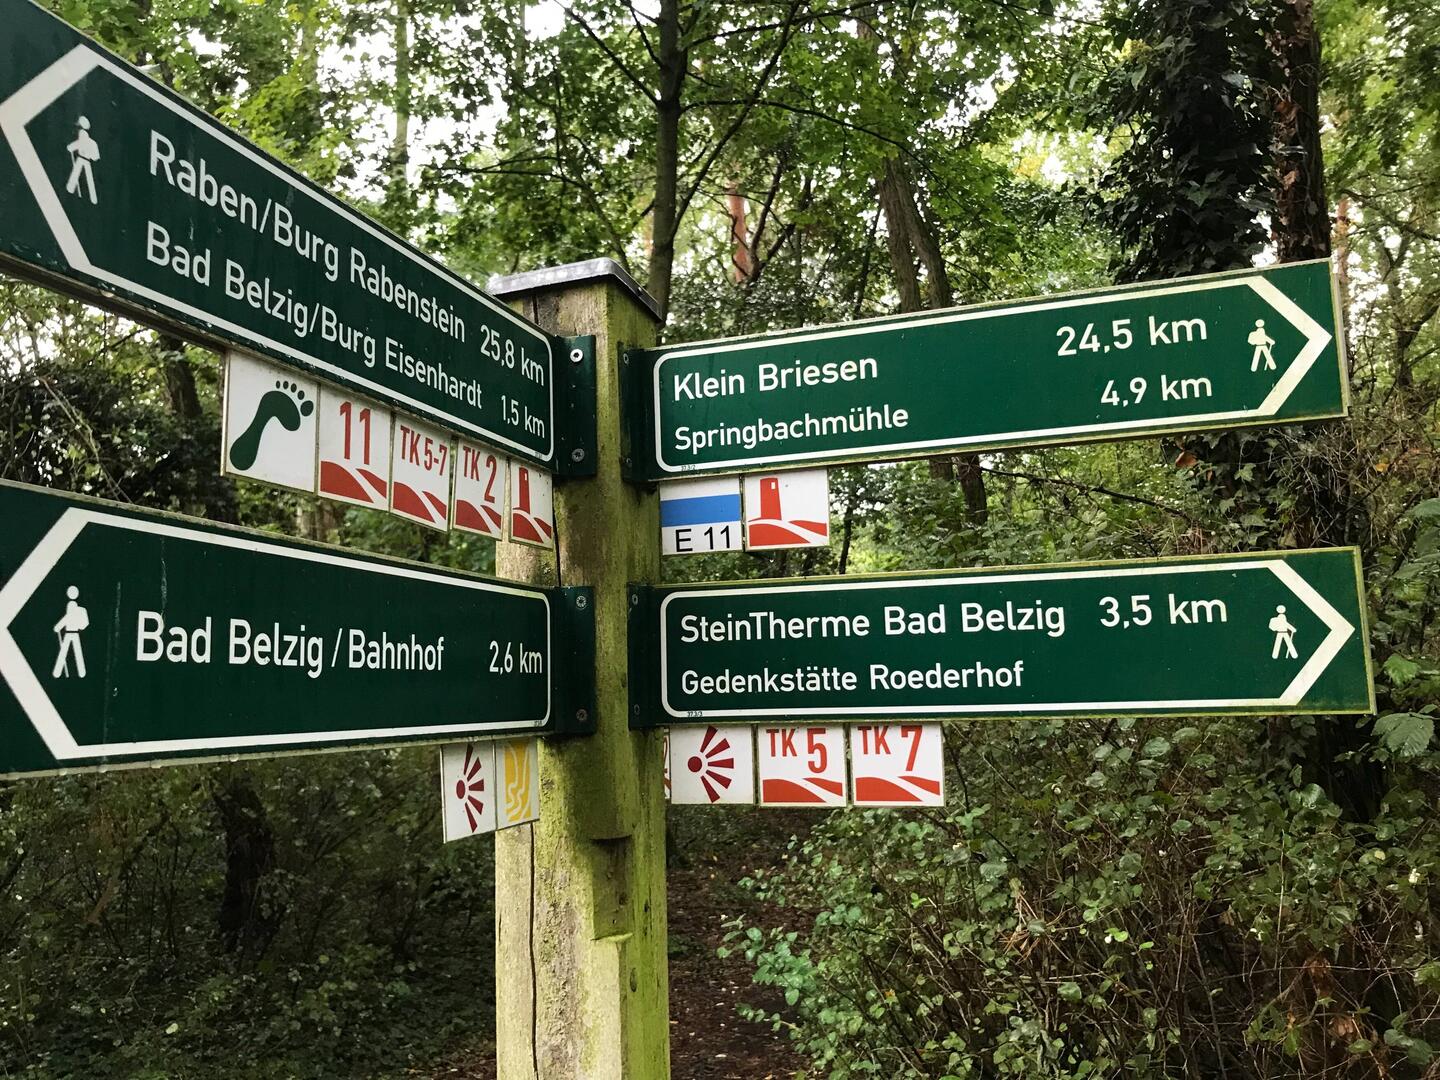 Raben/Burg Rabenstein 25,8 km
Bad Belzig/Burg Eisenhardt 1,5 km
11
TK 5-7
TK 2
Bad Belzig / Bahnhof 2,6 km
Klein Briesen 24,5 km
Springbachmühle 4,9 km
E 11
SteinTherme Bad Belzig 3,5 km
Gedenkstätte Roederhof
TK 5
TK 7